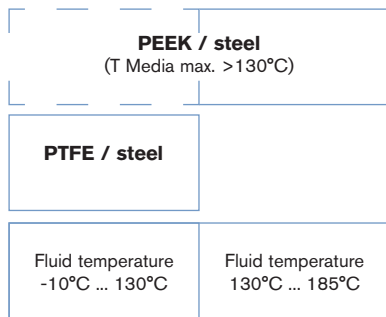 PEEK / steel
(T Media max. >130°C)
PTFE / steel
Fluid temperature
-10°C ... 130°C
Fluid temperature
130°C ... 185°C